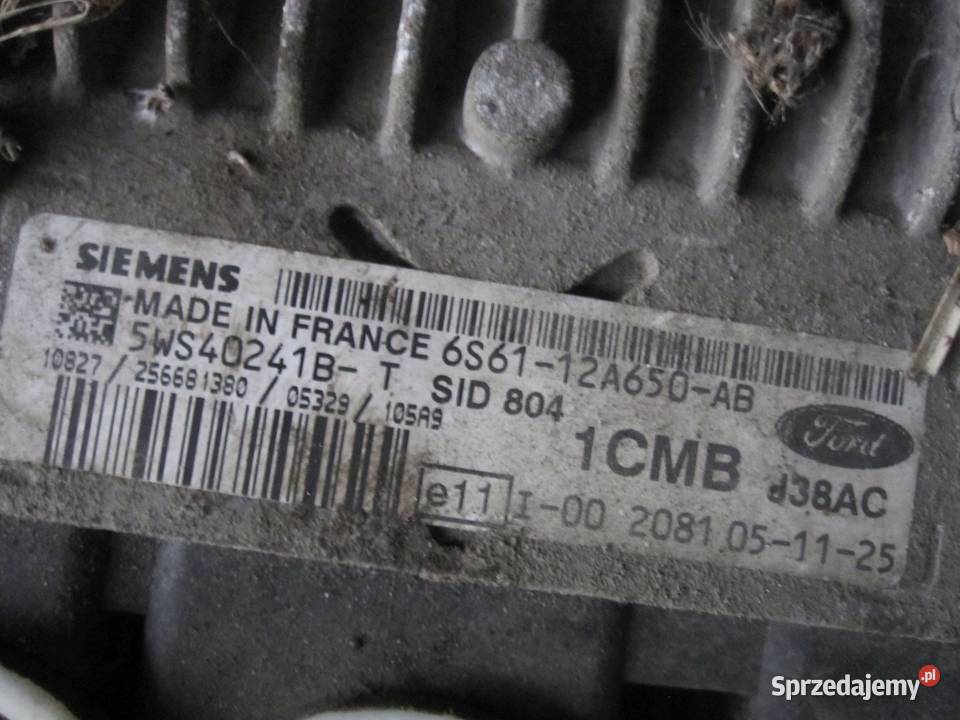 SIEMENS
MADE IN FRANCE 6S61-12A650-AB
5WS40241B- T SID 804
10827 / 256681380 / 05329 / 105A9
1CMB
Ford
d38AC
e11 I-00 2081 05-11-25
Sprzedajemy.pl